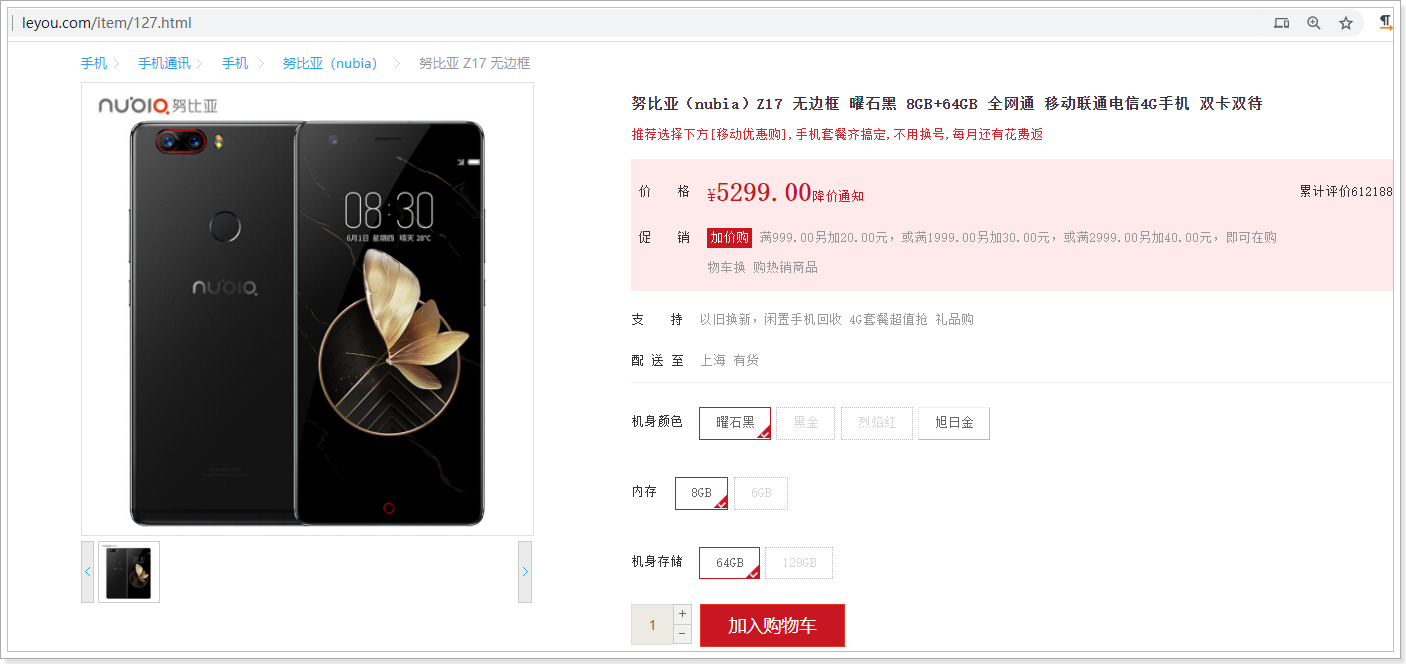 leyou.com/item/127.html
手机 手机通讯 手机 努比亚（nubia） 努比亚 Z17 无边框
nubia 努比亚
08:30
6月1日 星期四 晴天 28℃
nubia
努比亚（nubia）Z17 无边框 曜石黑 8GB+64GB 全网通 移动联通电信4G手机 双卡双待
推荐选择下方[移动优惠购],手机套餐齐搞定,不用换号,每月还有花费返
价 格 ¥5299.00 降价通知 累计评价612188
促 销 加价购 满999.00另加20.00元，或满1999.00另加30.00元，或满2999.00另加40.00元，即可在购
物车换 购热销商品
支 持 以旧换新，闲置手机回收 4G套餐超值抢 礼品购
配 送 至 上海 有货
机身颜色 曜石黑 黑金 烈焰红 旭日金
内存 8GB 6GB
机身存储 64GB 128GB
1 + − 加入购物车